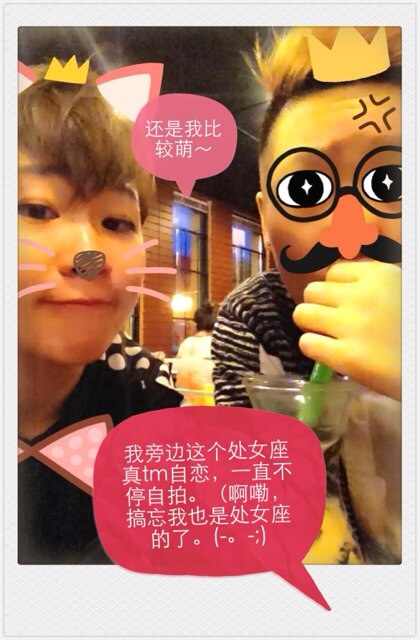 还是我比
较萌～
我旁边这个处女座
真tm自恋，一直不
停自拍。（啊嘞，
搞忘我也是处女座
的了。(-。-;)